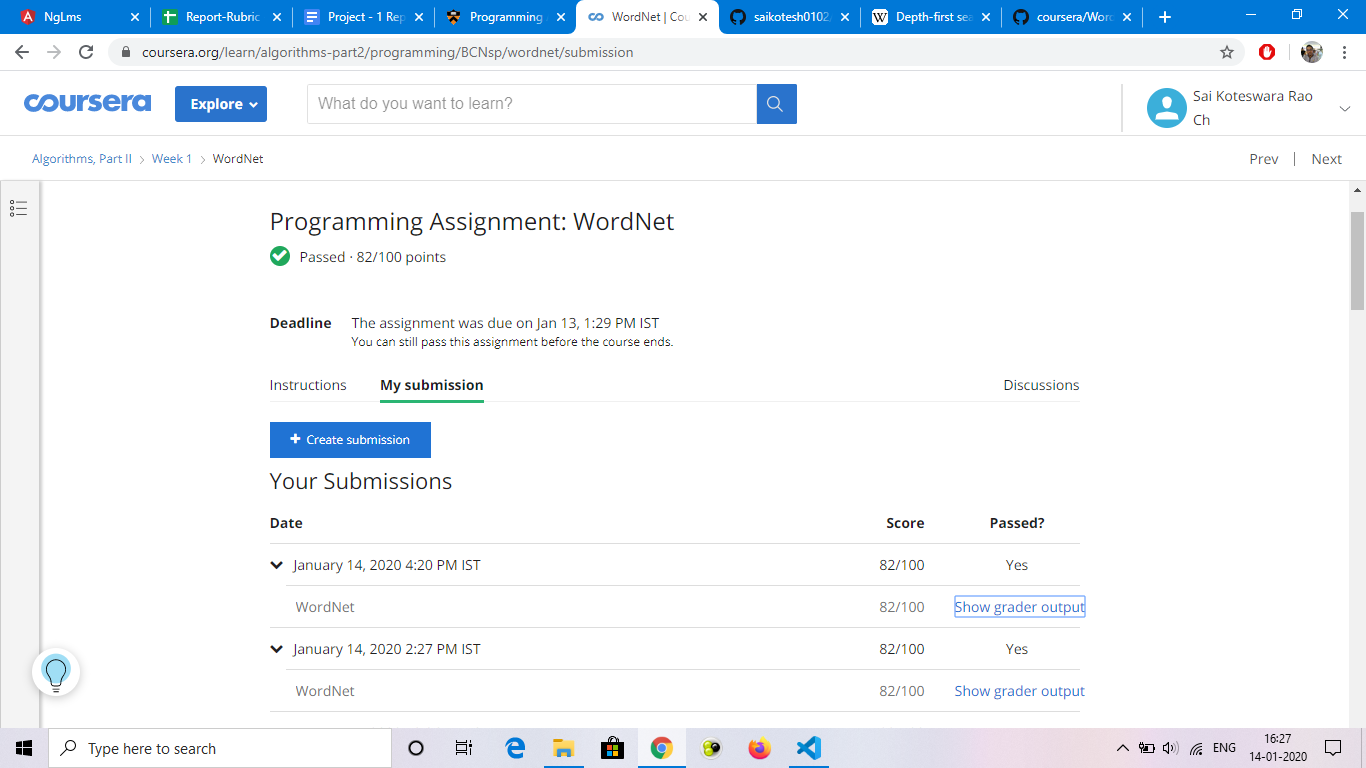 NgLms
Report-Rubric
Project - 1 Rep
Programming A
WordNet | Cou
saikotesh0102
Depth-first sea
coursera/Word
coursera.org/learn/algorithms-part2/programming/BCNsp/wordnet/submission
coursera
Explore
What do you want to learn?
Sai Koteswara Rao
Ch
Algorithms, Part II > Week 1 > WordNet
Prev | Next
Programming Assignment: WordNet
Passed · 82/100 points
Deadline The assignment was due on Jan 13, 1:29 PM IST
You can still pass this assignment before the course ends.
Instructions My submission Discussions
+ Create submission
Your Submissions
Date Score Passed?
January 14, 2020 4:20 PM IST 82/100 Yes
WordNet 82/100 Show grader output
January 14, 2020 2:27 PM IST 82/100 Yes
WordNet 82/100 Show grader output
Type here to search
ENG
16:27
14-01-2020